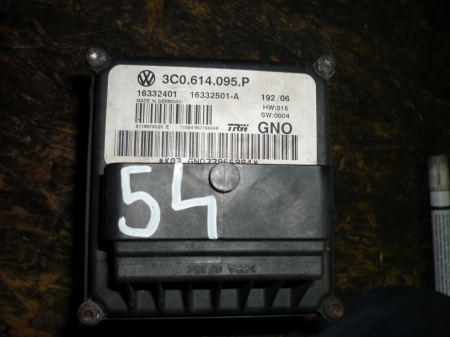 3C0.614.095.P
16332401 16332501-A 192/06
MADE IN GERMANY HW:015
SW:0004
TRW GNO
54